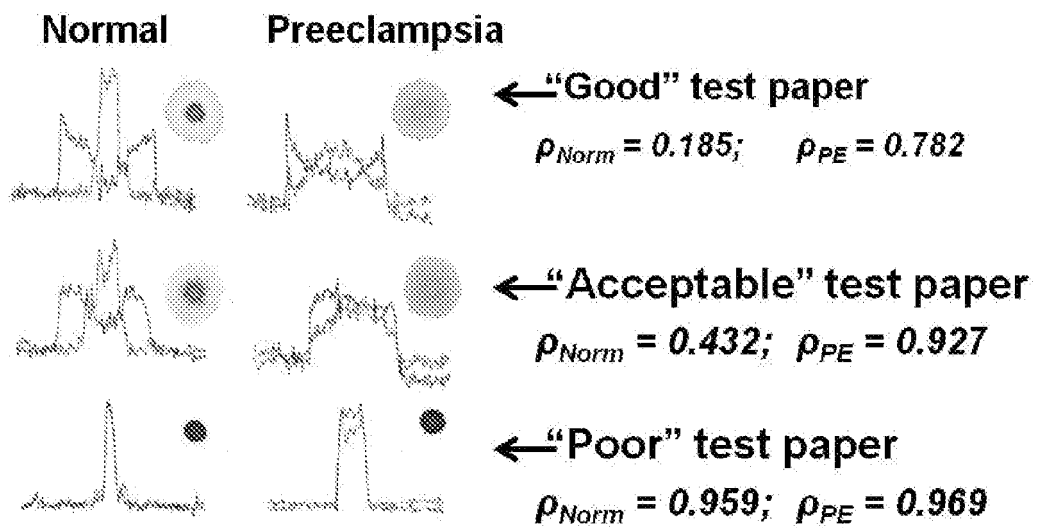 Normal Preeclampsia
“Good” test paper
ρNorm = 0.185; ρPE = 0.782
“Acceptable” test paper
ρNorm = 0.432; ρPE = 0.927
“Poor” test paper
ρNorm = 0.959; ρPE = 0.969